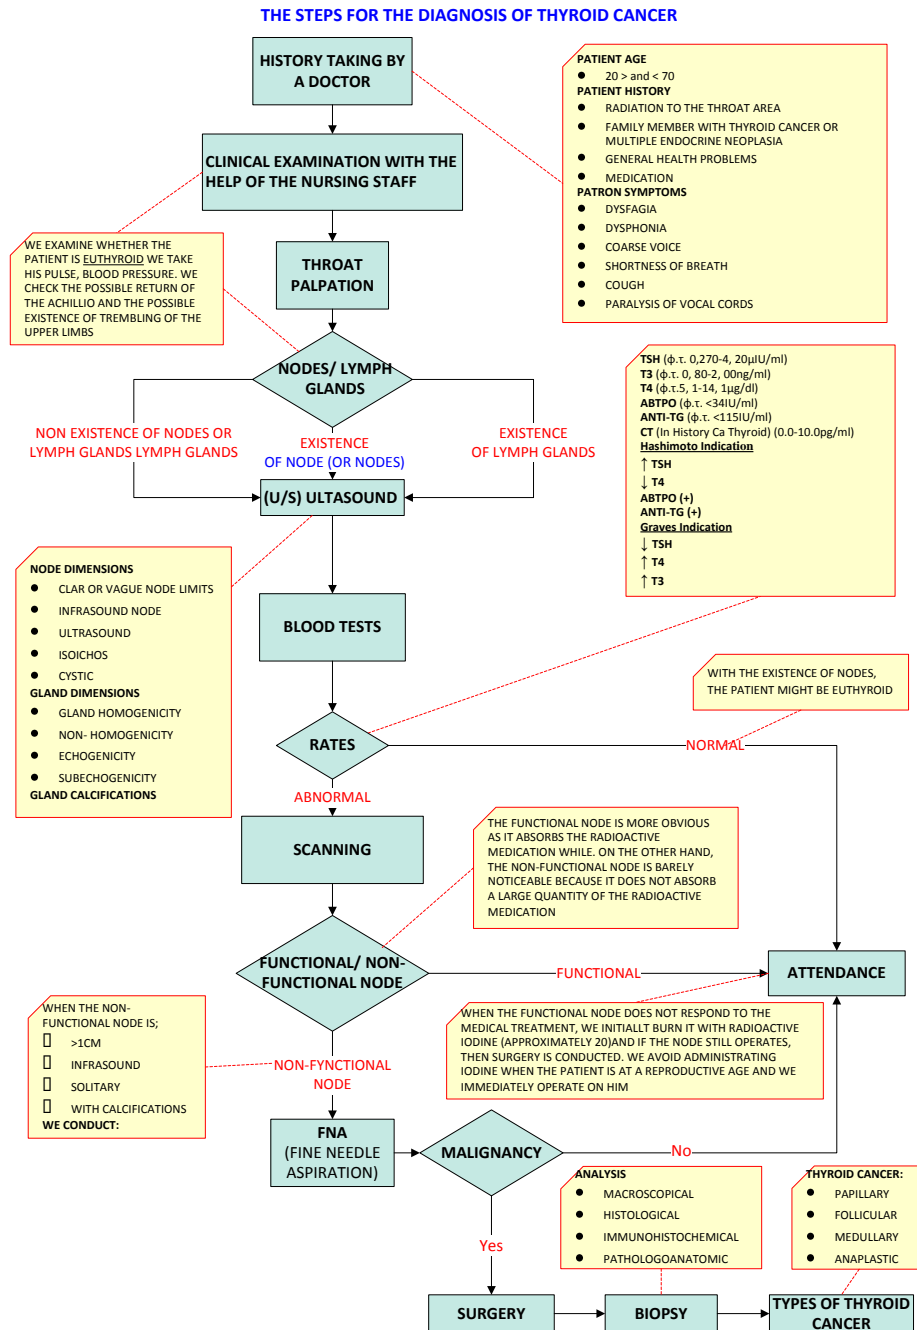 THE STEPS FOR THE DIAGNOSIS OF THYROID CANCER
HISTORY TAKING BY
A DOCTOR
PATIENT AGE
● 20 > and < 70
PATIENT HISTORY
● RADIATION TO THE THROAT AREA
● FAMILY MEMBER WITH THYROID CANCER OR
MULTIPLE ENDOCRINE NEOPLASIA
● GENERAL HEALTH PROBLEMS
● MEDICATION
PATRON SYMPTOMS
● DYSFAGIA
● DYSPHONIA
● COARSE VOICE
● SHORTNESS OF BREATH
● COUGH
● PARALYSIS OF VOCAL CORDS
CLINICAL EXAMINATION WITH THE
HELP OF THE NURSING STAFF
WE EXAMINE WHETHER THE
PATIENT IS EUTHYROID WE TAKE
HIS PULSE, BLOOD PRESSURE. WE
CHECK THE POSSIBLE RETURN OF
THE ACHILLIO AND THE POSSIBLE
EXISTENCE OF TREMBLING OF THE
UPPER LIMBS
THROAT
PALPATION
NODES/ LYMPH
GLANDS
NON EXISTENCE OF NODES OR
LYMPH GLANDS LYMPH GLANDS
EXISTENCE
OF NODE (OR NODES)
EXISTENCE
OF LYMPH GLANDS
TSH (φ.τ. 0,270-4, 20μIU/ml)
T3 (φ.τ. 0, 80-2, 00ng/ml)
T4 (φ.τ.5, 1-14, 1μg/dl)
ABTPO (φ.τ. <34IU/ml)
ANTI-TG (φ.τ. <115IU/ml)
CT (In History Ca Thyroid) (0.0-10.0pg/ml)
Hashimoto Indication
↑ TSH
↓ T4
ABTPO (+)
ANTI-TG (+)
Graves Indication
↓ TSH
↑ T4
↑ T3
(U/S) ULTASOUND
NODE DIMENSIONS
● CLAR OR VAGUE NODE LIMITS
● INFRASOUND NODE
● ULTRASOUND
● ISOICHOS
● CYSTIC
GLAND DIMENSIONS
● GLAND HOMOGENICITY
● NON- HOMOGENICITY
● ECHOGENICITY
● SUBECHOGENICITY
GLAND CALCIFICATIONS
BLOOD TESTS
WITH THE EXISTENCE OF NODES,
THE PATIENT MIGHT BE EUTHYROID
RATES
NORMAL
ABNORMAL
SCANNING
THE FUNCTIONAL NODE IS MORE OBVIOUS
AS IT ABSORBS THE RADIOACTIVE
MEDICATION WHILE. ON THE OTHER HAND,
THE NON-FUNCTIONAL NODE IS BARELY
NOTICEABLE BECAUSE IT DOES NOT ABSORB
A LARGE QUANTITY OF THE RADIOACTIVE
MEDICATION
FUNCTIONAL/ NON-
FUNCTIONAL NODE
FUNCTIONAL
ATTENDANCE
WHEN THE NON-
FUNCTIONAL NODE IS;
▯ >1CM
▯ INFRASOUND
▯ SOLITARY
▯ WITH CALCIFICATIONS
WE CONDUCT:
WHEN THE FUNCTIONAL NODE DOES NOT RESPOND TO THE
MEDICAL TREATMENT, WE INITIALLT BURN IT WITH RADIOACTIVE
IODINE (APPROXIMATELY 20)AND IF THE NODE STILL OPERATES,
THEN SURGERY IS CONDUCTED. WE AVOID ADMINISTRATING
IODINE WHEN THE PATIENT IS AT A REPRODUCTIVE AGE AND WE
IMMEDIATELY OPERATE ON HIM
NON-FYNCTIONAL
NODE
FNA
(FINE NEEDLE
ASPIRATION)
MALIGNANCY
No
Yes
ANALYSIS
● MACROSCOPICAL
● HISTOLOGICAL
● IMMUNOHISTOCHEMICAL
● PATHOLOGOANATOMIC
THYROID CANCER:
● PAPILLARY
● FOLLICULAR
● MEDULLARY
● ANAPLASTIC
SURGERY
BIOPSY
TYPES OF THYROID
CANCER